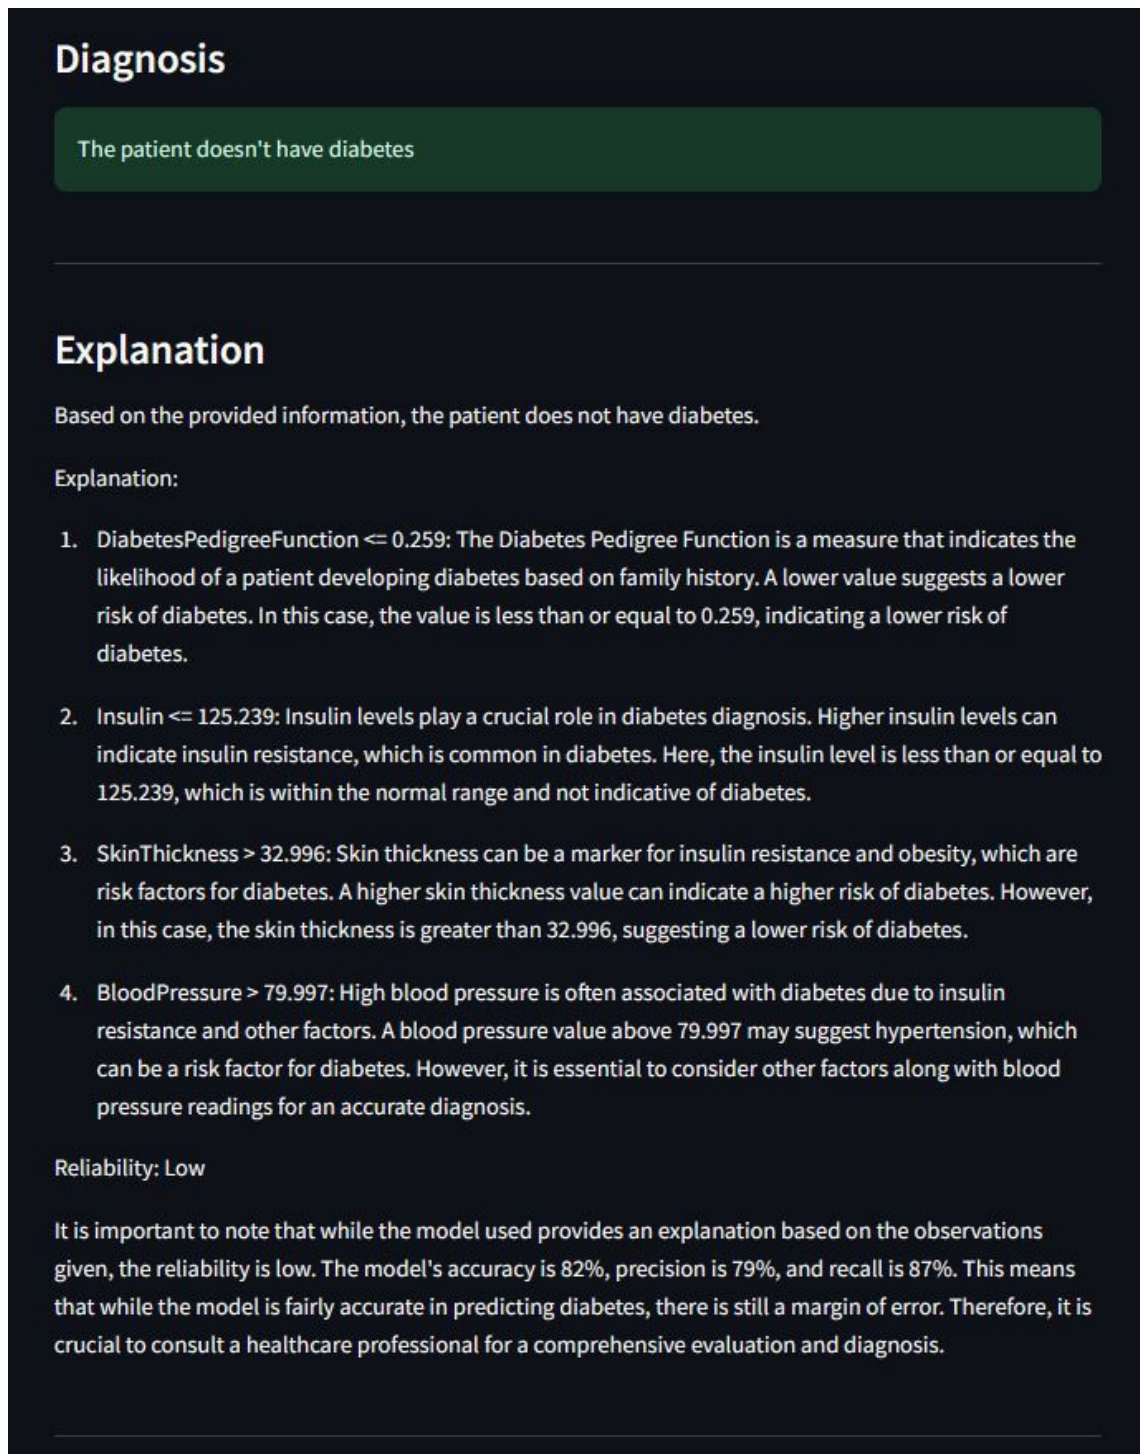 Diagnosis
The patient doesn't have diabetes
Explanation
Based on the provided information, the patient does not have diabetes.
Explanation:
1. DiabetesPedigreeFunction <= 0.259: The Diabetes Pedigree Function is a measure that indicates the
likelihood of a patient developing diabetes based on family history. A lower value suggests a lower
risk of diabetes. In this case, the value is less than or equal to 0.259, indicating a lower risk of
diabetes.
2. Insulin <= 125.239: Insulin levels play a crucial role in diabetes diagnosis. Higher insulin levels can
indicate insulin resistance, which is common in diabetes. Here, the insulin level is less than or equal to
125.239, which is within the normal range and not indicative of diabetes.
3. SkinThickness > 32.996: Skin thickness can be a marker for insulin resistance and obesity, which are
risk factors for diabetes. A higher skin thickness value can indicate a higher risk of diabetes. However,
in this case, the skin thickness is greater than 32.996, suggesting a lower risk of diabetes.
4. BloodPressure > 79.997: High blood pressure is often associated with diabetes due to insulin
resistance and other factors. A blood pressure value above 79.997 may suggest hypertension, which
can be a risk factor for diabetes. However, it is essential to consider other factors along with blood
pressure readings for an accurate diagnosis.
Reliability: Low
It is important to note that while the model used provides an explanation based on the observations
given, the reliability is low. The model's accuracy is 82%, precision is 79%, and recall is 87%. This means
that while the model is fairly accurate in predicting diabetes, there is still a margin of error. Therefore, it is
crucial to consult a healthcare professional for a comprehensive evaluation and diagnosis.